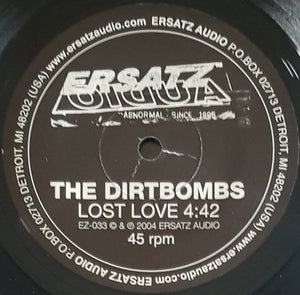 www.ersatzaudio.com ERSATZ AUDIO P.O.BOX 02713 DETROIT, MI 48202 (USA) www.ersatzaudio.com ERSATZ AUDIO P.O.BOX 02713 DETROIT, MI 48202 (USA)
ERSATZ
AUDIO
ABNORMAL SINCE 1995
THE DIRTBOMBS
LOST LOVE 4:42
EZ-033 © & ℗ 2004 ERSATZ AUDIO
45 rpm